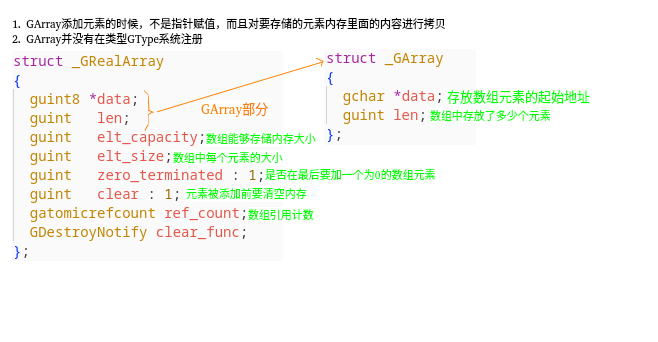 1. GArray添加元素的时候，不是指针赋值，而且对要存储的元素内存里面的内容进行拷贝
2. GArray并没有在类型GType系统注册
struct _GRealArray
{
guint8 *data;
guint len;
guint elt_capacity;数组能够存储内存大小
guint elt_size;数组中每个元素的大小
guint zero_terminated : 1;是否在最后要加一个为0的数组元素
guint clear : 1; 元素被添加前要清空内存
gatomicrefcount ref_count;数组引用计数
GDestroyNotify clear_func;
};
GArray部分
struct _GArray
{
gchar *data; 存放数组元素的起始地址
guint len; 数组中存放了多少个元素
};